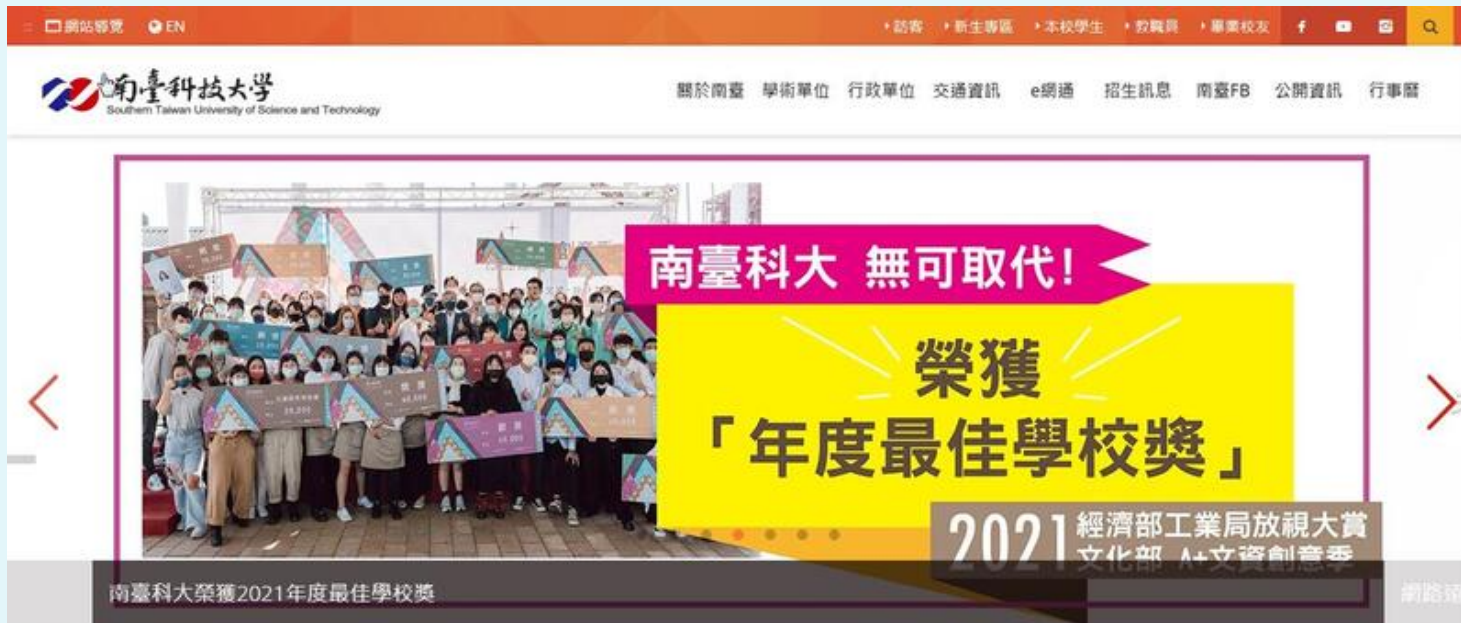 網站導覽 EN 訪客 新生專區 本校學生 教職員 畢業校友
南臺科技大学
Southern Taiwan University of Science and Technology
關於南臺 學術單位 行政單位 交通資訊 e網通 招生訊息 南臺FB 公開資訊 行事曆
南臺科大 無可取代!
榮獲
「年度最佳學校獎」
2021 經濟部工業局放視大賞
文化部 A+文資創意季
南臺科大榮獲2021年度最佳學校獎